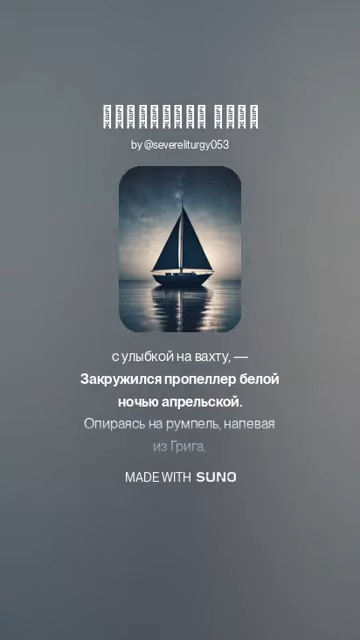 by @severeliturgy053
с улыбкой на вахту, —
Закружился пропеллер белой
ночью апрельской.
Опираясь на румпель, напевая
из Грига,
MADE WITH SUNO